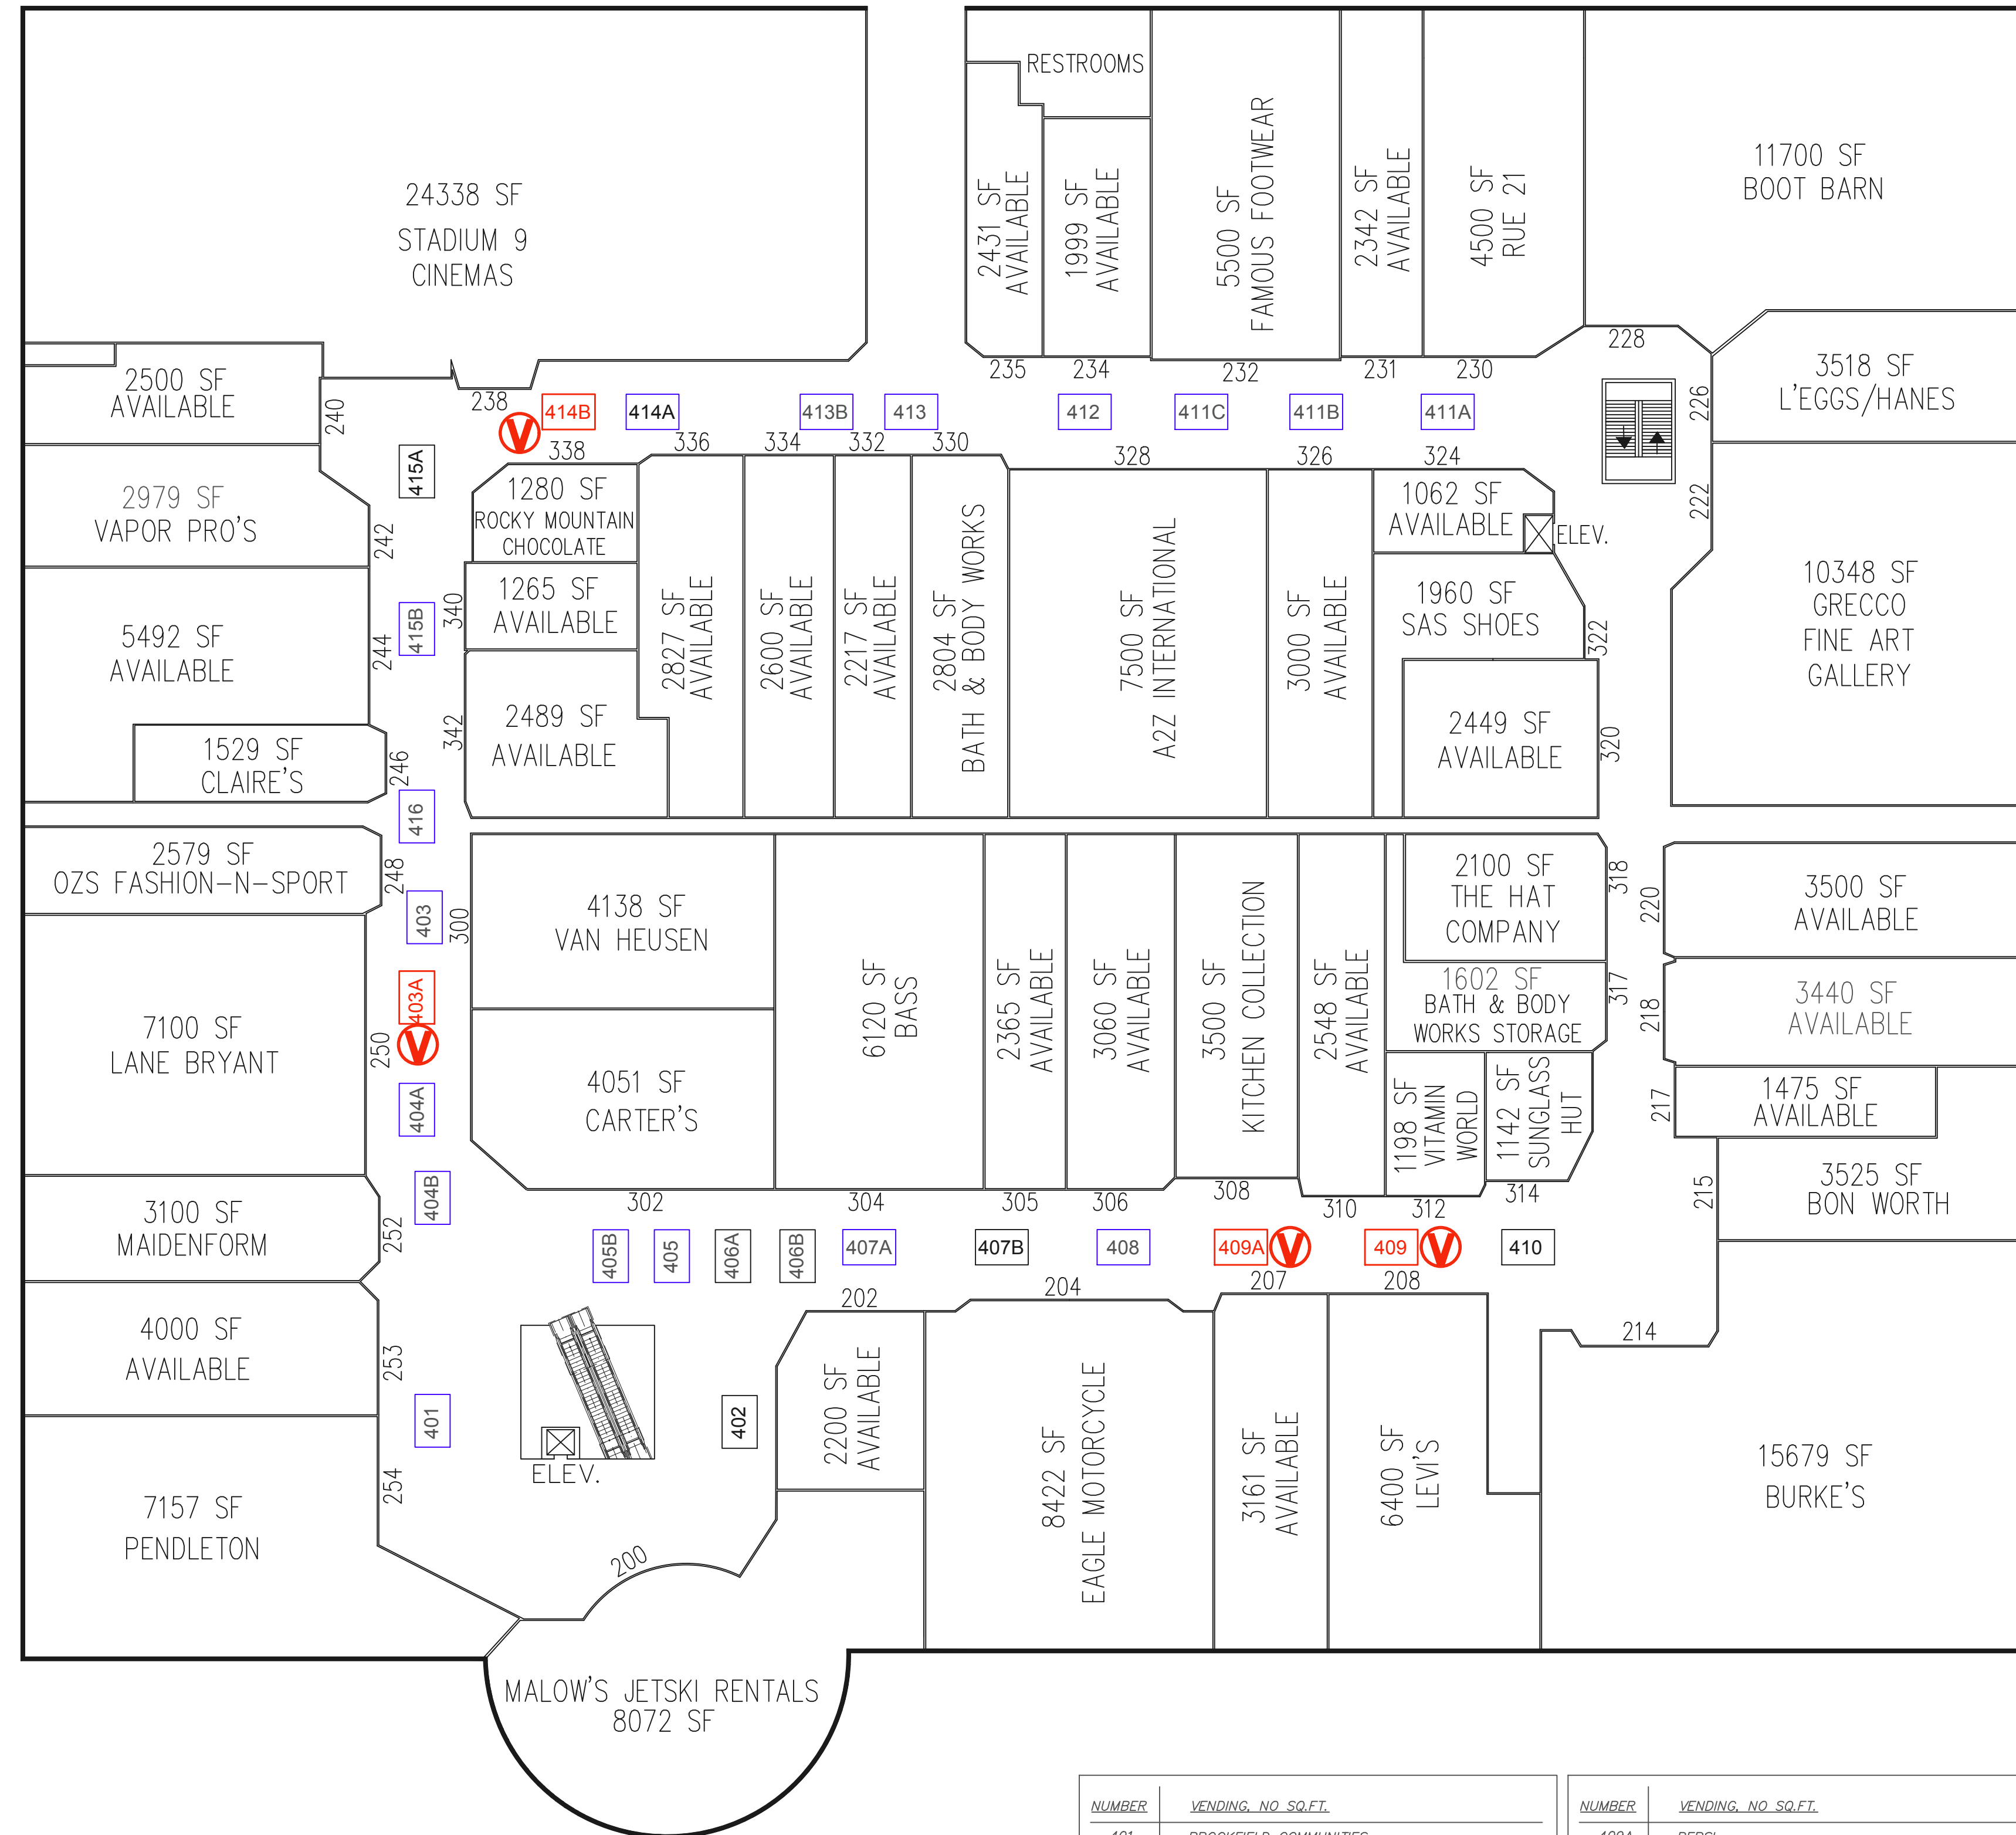 24338 SF
STADIUM 9
CINEMAS
RESTROOMS
2431 SF
AVAILABLE
1999 SF
AVAILABLE
5500 SF
FAMOUS FOOTWEAR
2342 SF
AVAILABLE
4500 SF
RUE 21
11700 SF
BOOT BARN
3518 SF
L'EGGS/HANES
228
226
222
235
234
232
231
230
238
240
2500 SF
AVAILABLE
414B
414A
413B
413
412
411C
411B
411A
V
415A
338
336
334
332
330
328
326
324
2979 SF
VAPOR PRO'S
242
1280 SF
ROCKY MOUNTAIN
CHOCOLATE
1265 SF
AVAILABLE
340
2489 SF
AVAILABLE
342
2827 SF
AVAILABLE
2600 SF
AVAILABLE
2217 SF
AVAILABLE
2804 SF
BATH & BODY WORKS
7500 SF
A2Z INTERNATIONAL
3000 SF
AVAILABLE
1062 SF
AVAILABLE
ELEV.
1960 SF
SAS SHOES
322
2449 SF
AVAILABLE
320
10348 SF
GRECCO
FINE ART
GALLERY
5492 SF
AVAILABLE
244
415B
1529 SF
CLAIRE'S
246
416
2579 SF
OZS FASHION-N-SPORT
248
403
300
4138 SF
VAN HEUSEN
7100 SF
LANE BRYANT
250
403A
V
404A
4051 SF
CARTER'S
6120 SF
BASS
2365 SF
AVAILABLE
3060 SF
AVAILABLE
3500 SF
KITCHEN COLLECTION
2548 SF
AVAILABLE
2100 SF
THE HAT
COMPANY
318
1602 SF
BATH & BODY
WORKS STORAGE
317
1198 SF
VITAMIN
WORLD
1142 SF
SUNGLASS
HUT
220
3500 SF
AVAILABLE
218
3440 SF
AVAILABLE
217
1475 SF
AVAILABLE
215
3525 SF
BON WORTH
3100 SF
MAIDENFORM
252
404B
302
304
305
306
308
310
312
314
405B
405
406A
406B
407A
407B
408
409A
V
409
V
410
4000 SF
AVAILABLE
253
401
7157 SF
PENDLETON
254
ELEV.
402
202
204
207
208
214
2200 SF
AVAILABLE
8422 SF
EAGLE MOTORCYCLE
3161 SF
AVAILABLE
6400 SF
LEVI'S
15679 SF
BURKE'S
200
MALOW'S JETSKI RENTALS
8072 SF
NUMBER VENDING, NO SQ.FT.
NUMBER VENDING, NO SQ.FT.